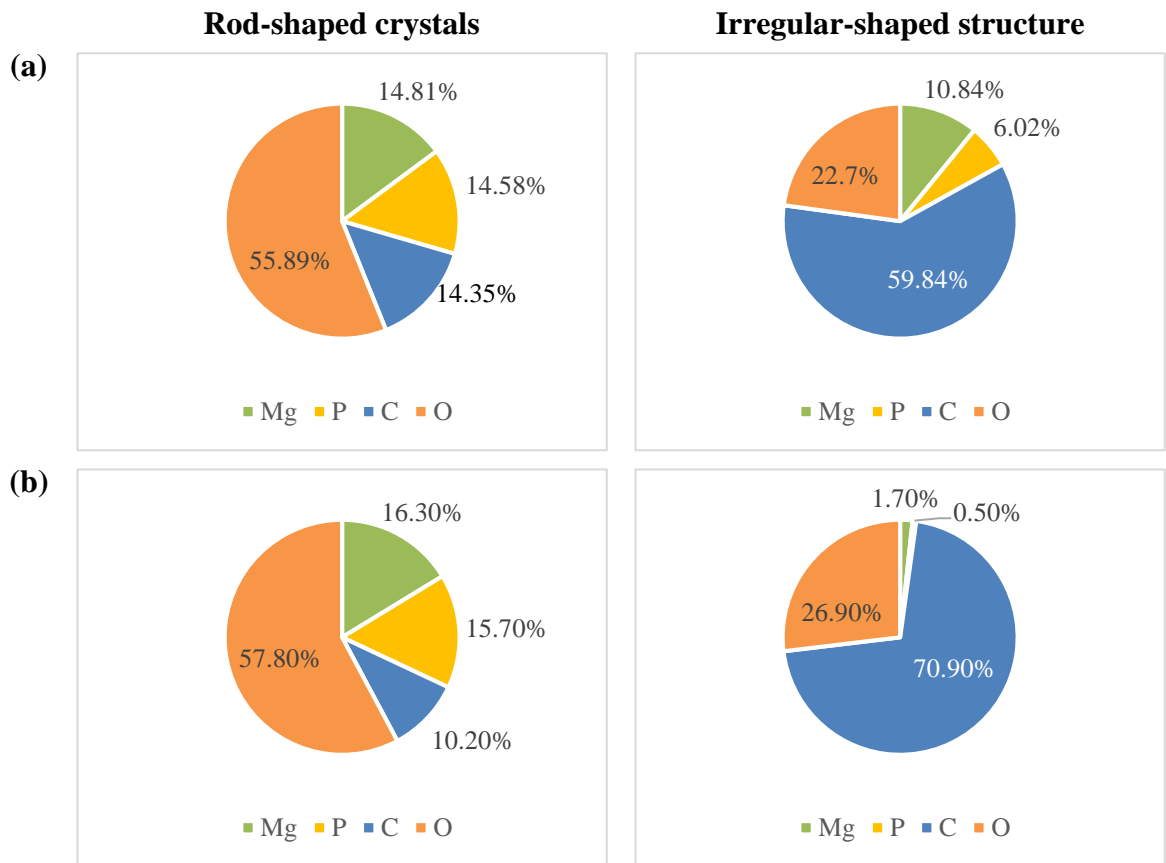 Rod-shaped crystals
Irregular-shaped structure
(a)
14.81%
14.58%
14.35%
55.89%
Mg P C O
10.84%
6.02%
22.7%
59.84%
Mg P C O
(b)
16.30%
15.70%
57.80%
10.20%
Mg P C O
1.70%
0.50%
26.90%
70.90%
Mg P C O